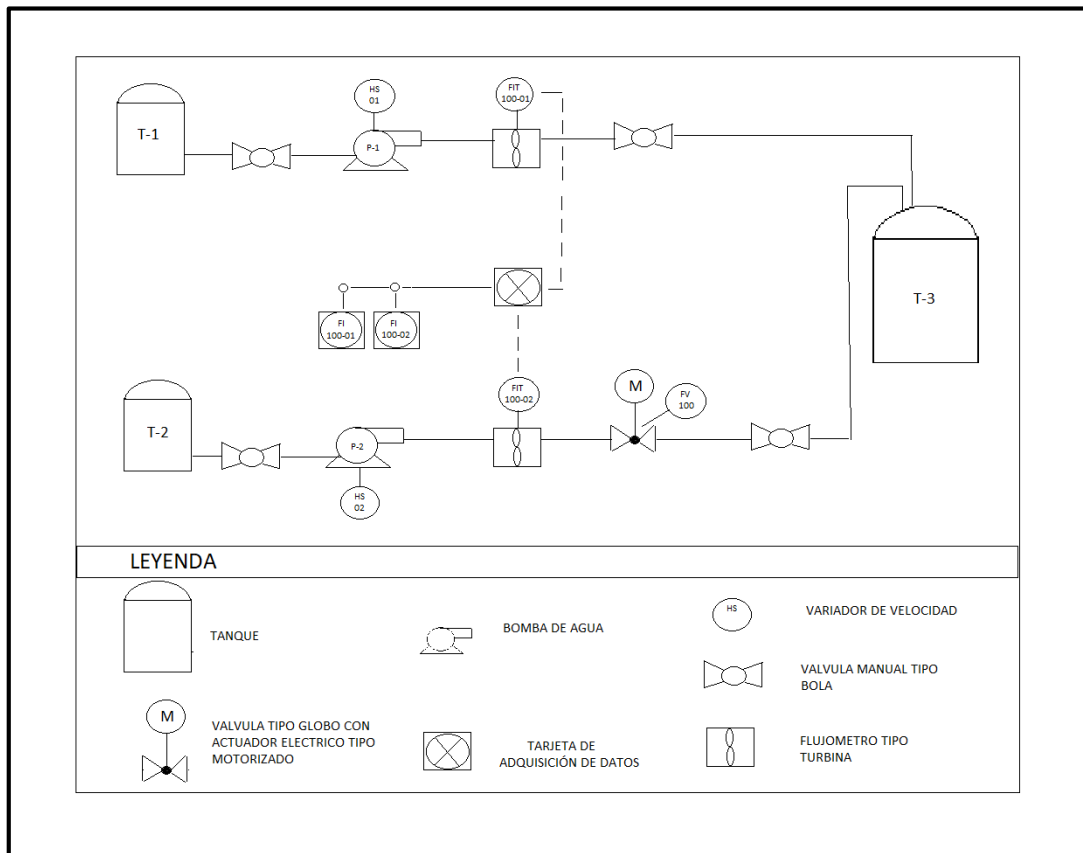 HS
01
FIT
100-01
T-1
P-1
T-3
FI
100-01
FI
100-02
FIT
100-02
M
FV
100
T-2
P-2
HS
02
LEYENDA
TANQUE
BOMBA DE AGUA
HS
VARIADOR DE VELOCIDAD
VALVULA MANUAL TIPO
BOLA
M
VALVULA TIPO GLOBO CON
ACTUADOR ELECTRICO TIPO
MOTORIZADO
TARJETA DE
ADQUISICIÓN DE DATOS
FLUJOMETRO TIPO
TURBINA